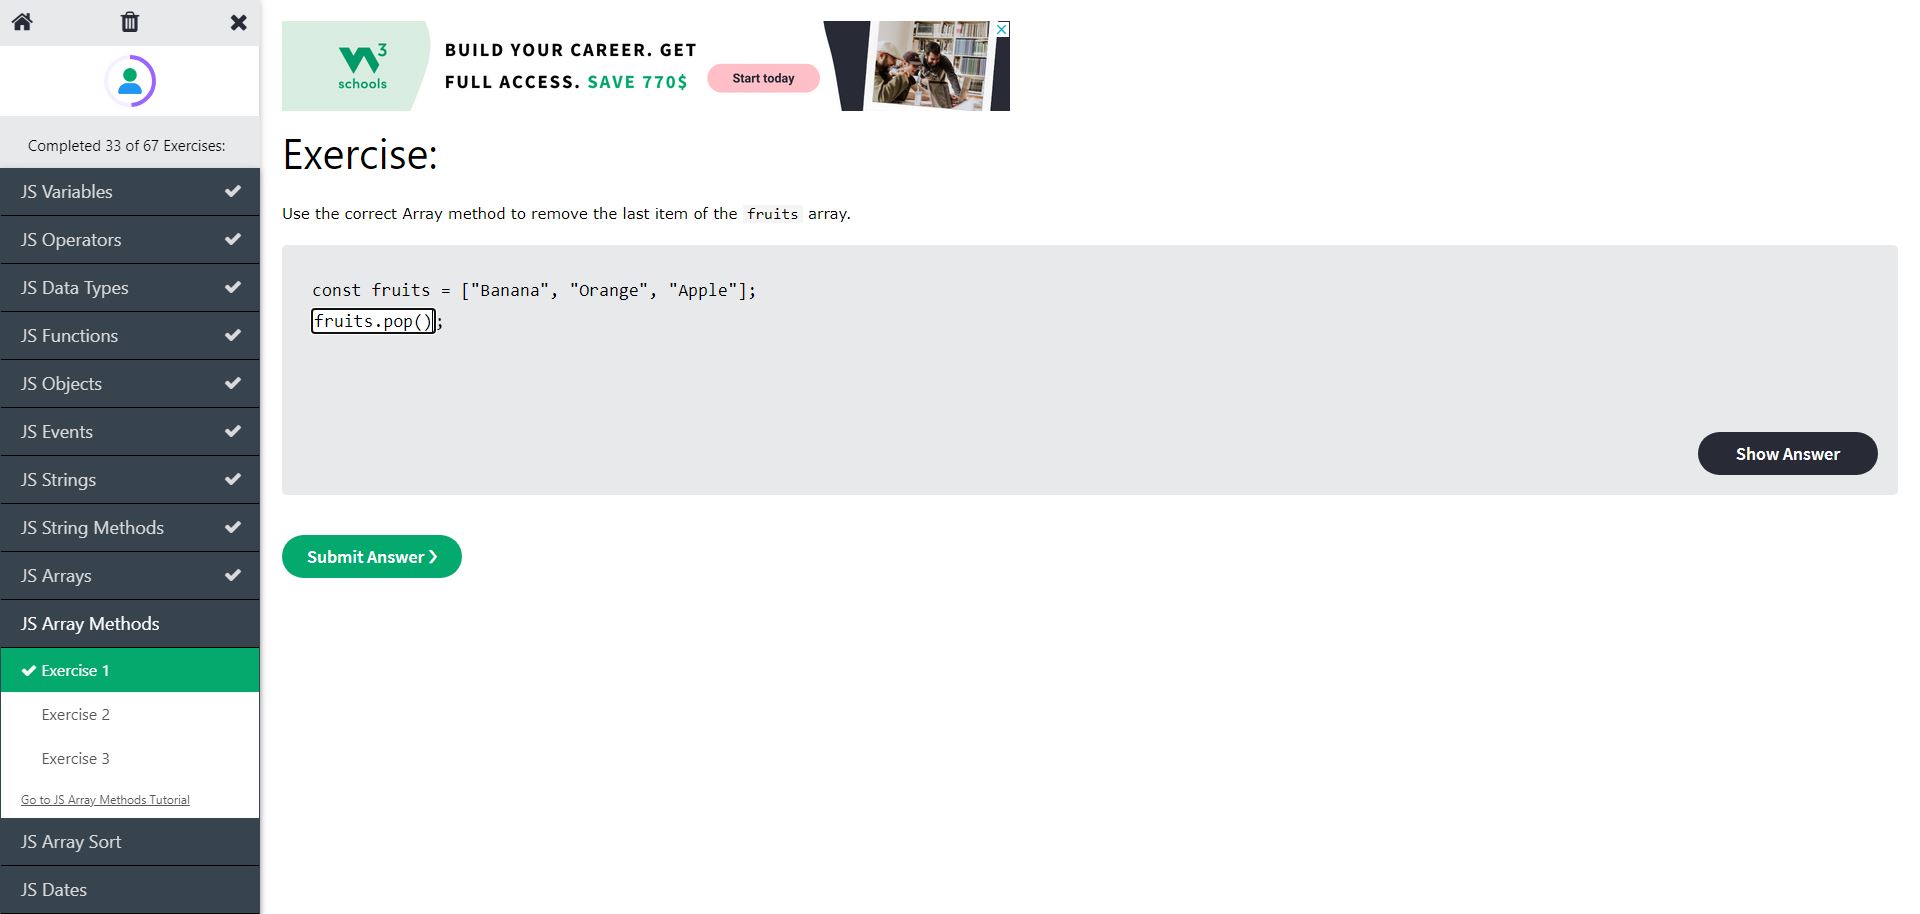 Completed 33 of 67 Exercises:
JS Variables
JS Operators
JS Data Types
JS Functions
JS Objects
JS Events
JS Strings
JS String Methods
JS Arrays
JS Array Methods
Exercise 1
Exercise 2
Exercise 3
Go to JS Array Methods Tutorial
JS Array Sort
JS Dates
W3
schools
BUILD YOUR CAREER. GET
FULL ACCESS. SAVE 770$
Start today
Exercise:
Use the correct Array method to remove the last item of the fruits array.
const fruits = ["Banana", "Orange", "Apple"];
fruits.pop();
Show Answer
Submit Answer ❯